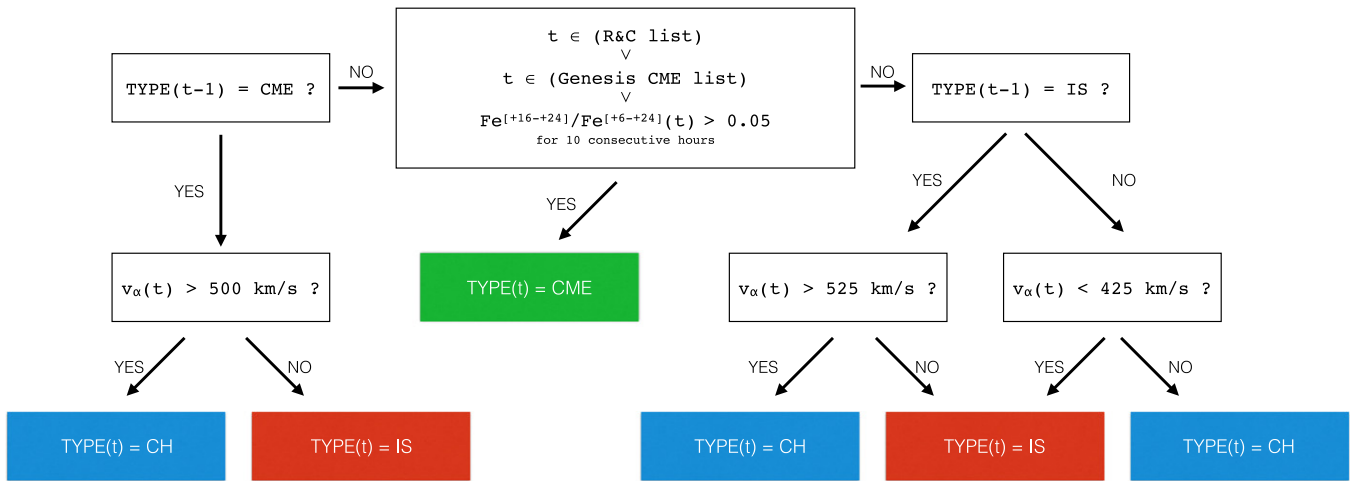 t ∈ (R&C list)
∨
t ∈ (Genesis CME list)
∨
Fe[+16-+24]/Fe[+6-+24](t) > 0.05
for 10 consecutive hours
TYPE(t-1) = CME ?
NO
NO
TYPE(t-1) = IS ?
YES
YES
YES
NO
vα(t) > 500 km/s ?
TYPE(t) = CME
vα(t) > 525 km/s ?
vα(t) < 425 km/s ?
YES
NO
YES
NO
YES
NO
TYPE(t) = CH
TYPE(t) = IS
TYPE(t) = CH
TYPE(t) = IS
TYPE(t) = CH